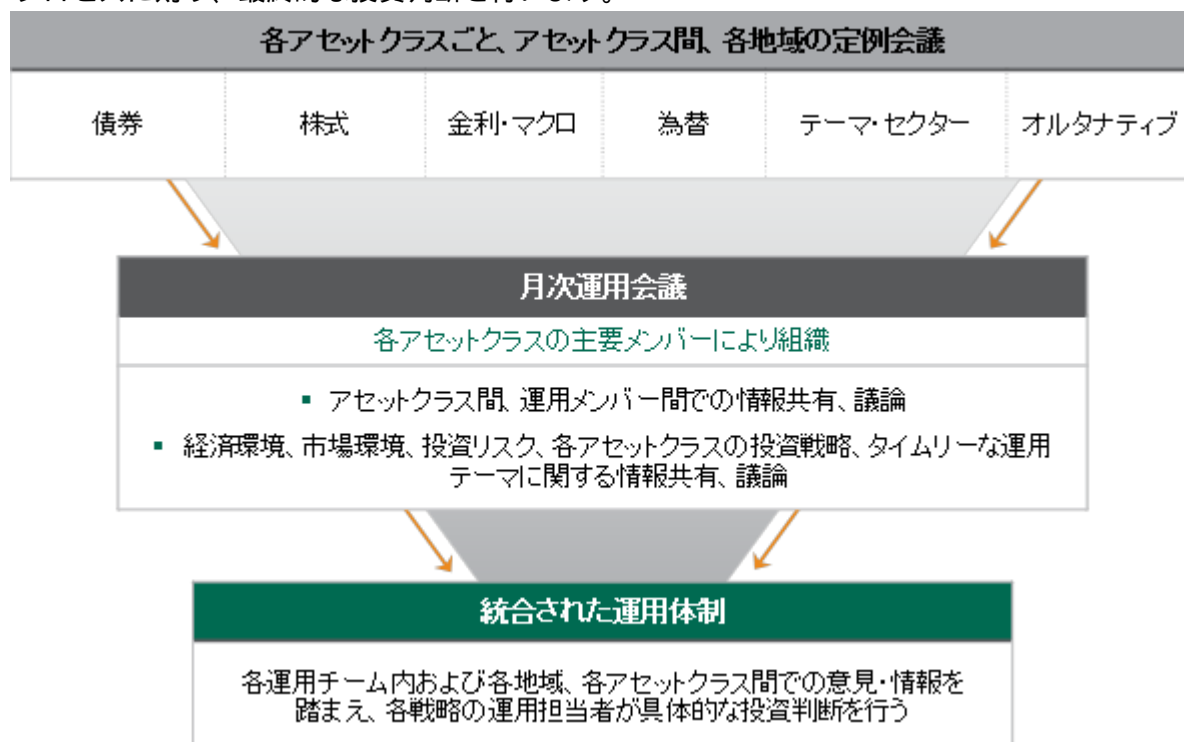 各アセットクラスごと、アセットクラス間、各地域の定例会議
債券
株式
金利・マクロ
為替
テーマ・セクター
オルタナティブ
月次運用会議
各アセットクラスの主要メンバーにより組織
▪ アセットクラス間、運用メンバー間での情報共有、議論
▪ 経済環境、市場環境、投資リスク、各アセットクラスの投資戦略、タイムリーな運用
テーマに関する情報共有、議論
統合された運用体制
各運用チーム内および各地域、各アセットクラス間での意見・情報を
踏まえ、各戦略の運用担当者が具体的な投資判断を行う